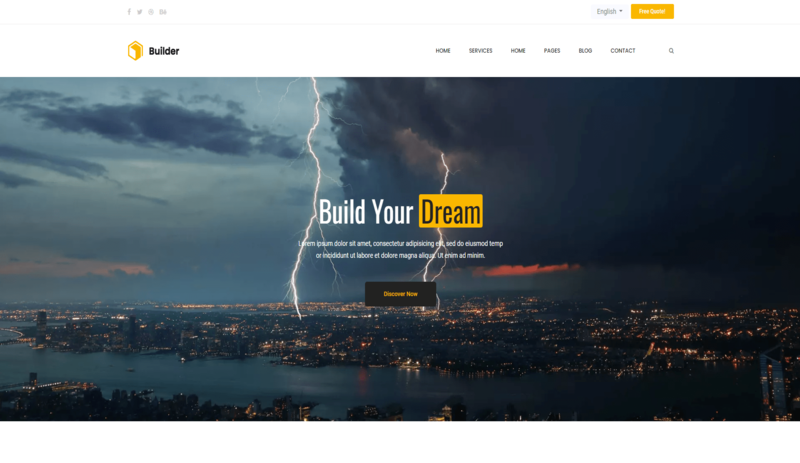 English
Free Quote!
Builder
HOME SERVICES HOME PAGES BLOG CONTACT
Build Your Dream
Lorem ipsum dolor sit amet, consectetur adipisicing elit, sed do eiusmod temp
or incididunt ut labore et dolore magna aliqua. Ut enim ad minim.
Discover Now